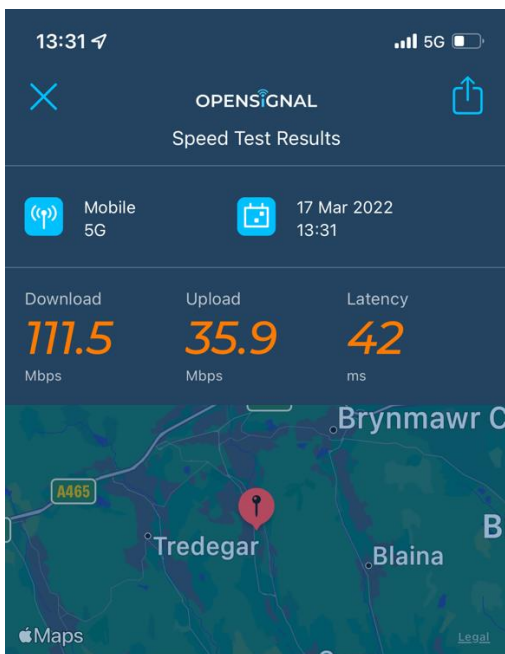 13:31
5G
OPENSIGNAL
Speed Test Results
Mobile
5G
17 Mar 2022
13:31
Download
111.5
Mbps
Upload
35.9
Mbps
Latency
42
ms
Brynmawr
A465
Tredegar
B
Blaina
Maps
Legal